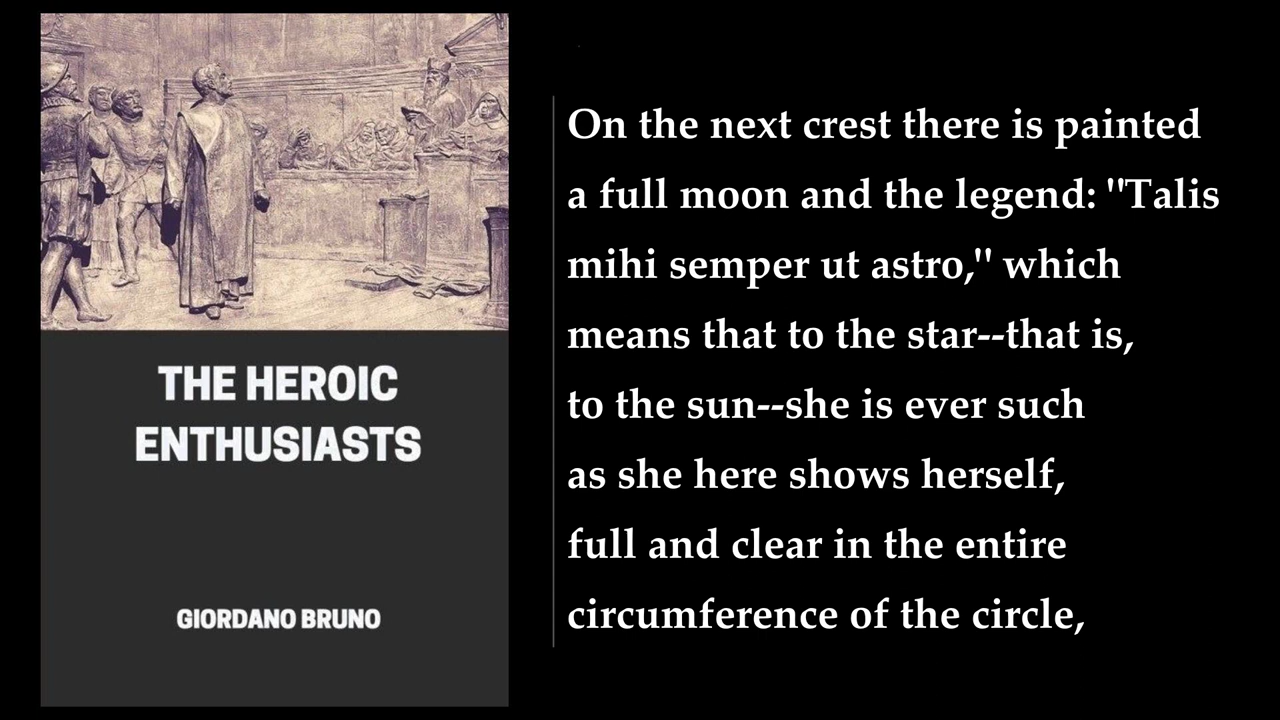 THE HEROIC
ENTHUSIASTS
GIORDANO BRUNO
On the next crest there is painted
a full moon and the legend: "Talis
mihi semper ut astro," which
means that to the star--that is,
to the sun--she is ever such
as she here shows herself,
full and clear in the entire
circumference of the circle,